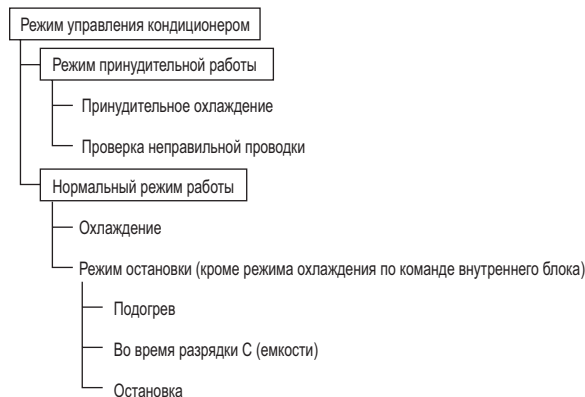 Режим управления кондиционером
Режим принудительной работы
Принудительное охлаждение
Проверка неправильной проводки
Нормальный режим работы
Охлаждение
Режим остановки (кроме режима охлаждения по команде внутреннего блока)
Подогрев
Во время разрядки С (емкости)
Остановка